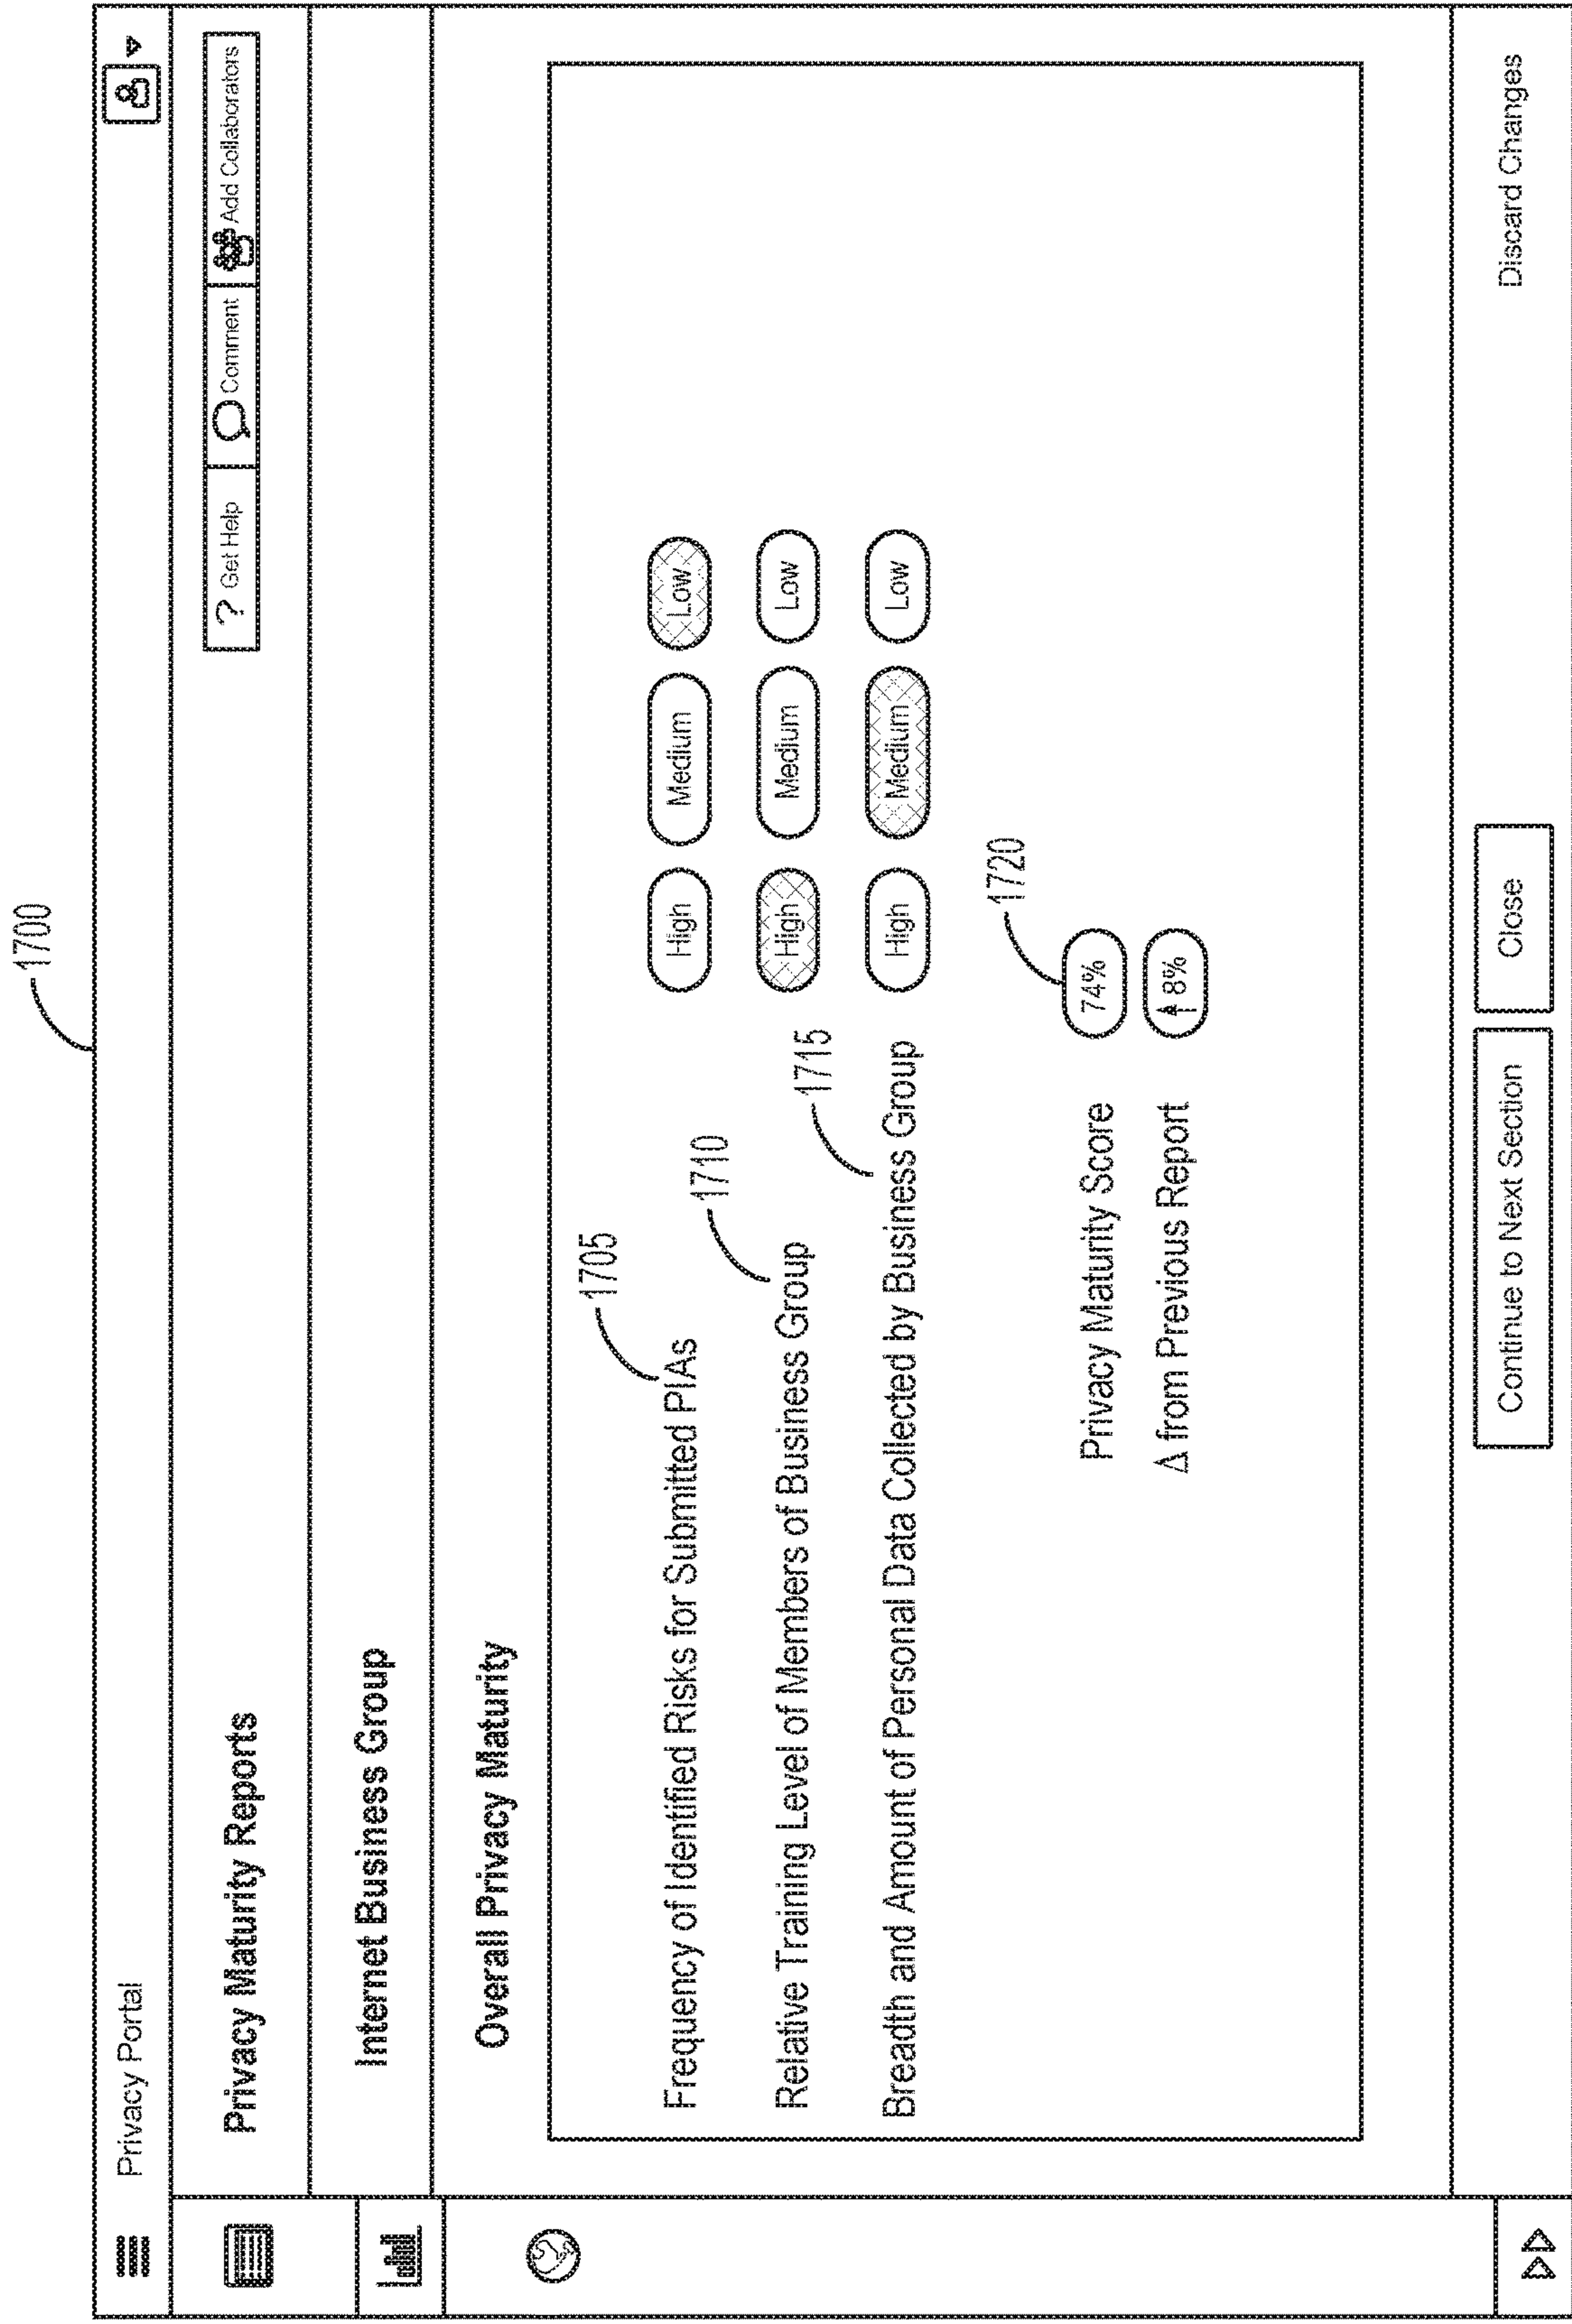 1700
Privacy Portal
Privacy Maturity Reports
? Get Help Comment Add Collaborators
Internet Business Group
Overall Privacy Maturity
1705
Frequency of Identified Risks for Submitted PIAs High Medium Low
1710
Relative Training Level of Members of Business Group High Medium Low
1715
Breadth and Amount of Personal Data Collected by Business Group High Medium Low
1720
Privacy Maturity Score 74%
Δ from Previous Report ↑ 8%
Continue to Next Section Close Discard Changes